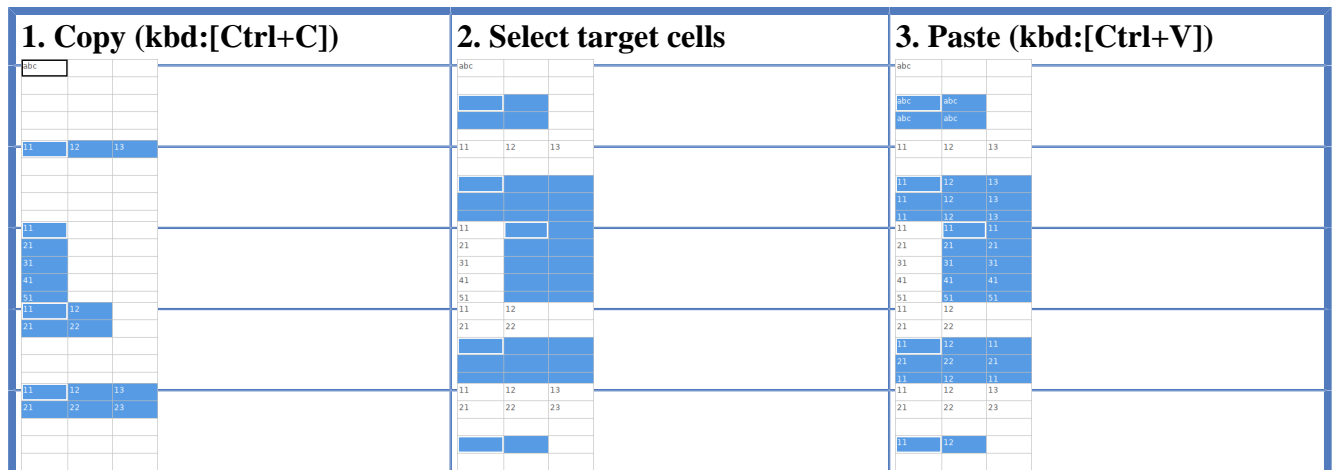 1. Copy (kbd:[Ctrl+C]) 2. Select target cells 3. Paste (kbd:[Ctrl+V])
abc abc abc
abc abc
abc abc
11 12 13 11 12 13 11 12 13
11 12 13
11 12 13
11 12 13
11 11 11 11 11
21 21 21 21 21
31 31 31 31 31
41 41 41 41 41
51 51 51 51 51
11 12 11 12 11 12
21 22 21 22 21 22
11 12 11
21 22 21
11 12 11
11 12 13 11 12 13 11 12 13
21 22 23 21 22 23 21 22 23
11 12